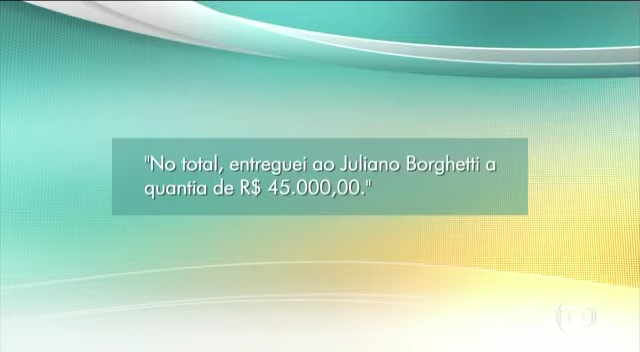 "No total, entreguei ao Juliano Borghetti a
quantia de R$ 45.000,00."